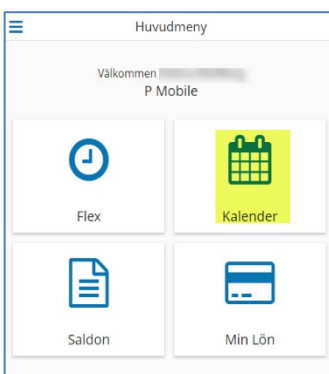 Huvudmeny
Välkommen
P Mobile
Flex
Kalender
Saldon
Min Lön